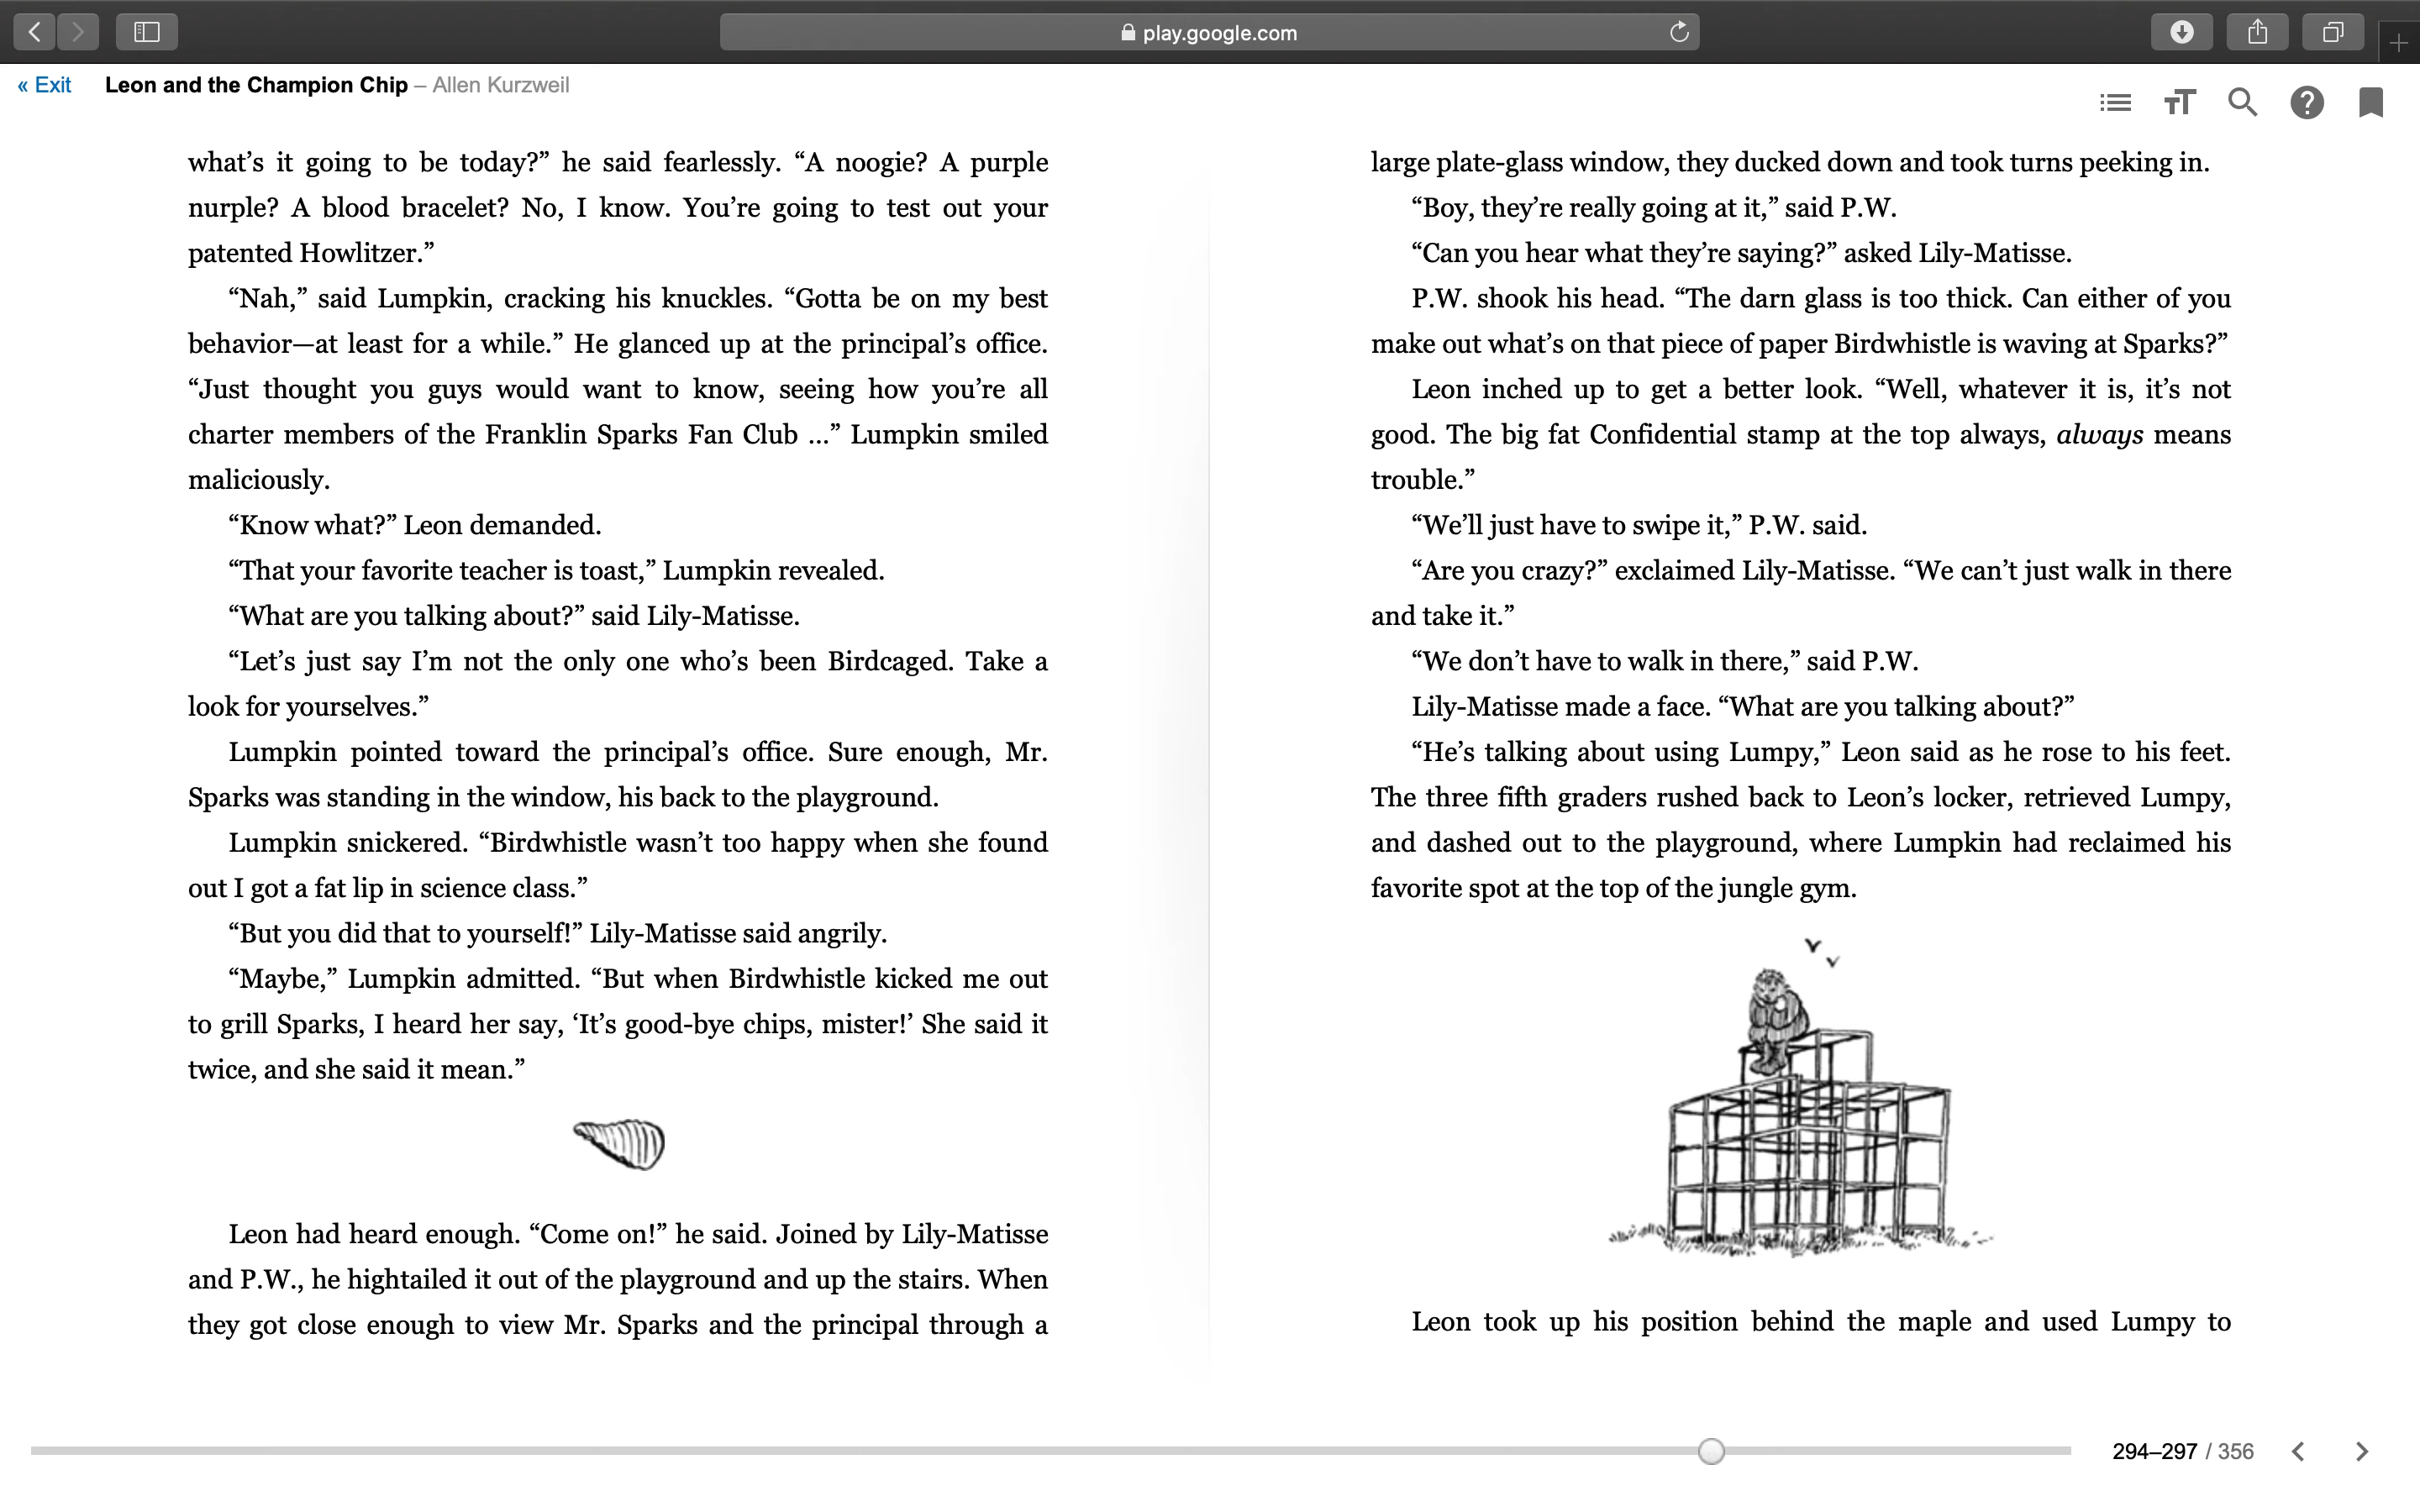 play.google.com
« Exit Leon and the Champion Chip – Allen Kurzweil
what’s it going to be today?” he said fearlessly. “A noogie? A purple
nurple? A blood bracelet? No, I know. You’re going to test out your
patented Howlitzer.”
“Nah,” said Lumpkin, cracking his knuckles. “Gotta be on my best
behavior—at least for a while.” He glanced up at the principal’s office.
“Just thought you guys would want to know, seeing how you’re all
charter members of the Franklin Sparks Fan Club ...” Lumpkin smiled
maliciously.
“Know what?” Leon demanded.
“That your favorite teacher is toast,” Lumpkin revealed.
“What are you talking about?” said Lily-Matisse.
“Let’s just say I’m not the only one who’s been Birdcaged. Take a
look for yourselves.”
Lumpkin pointed toward the principal’s office. Sure enough, Mr.
Sparks was standing in the window, his back to the playground.
Lumpkin snickered. “Birdwhistle wasn’t too happy when she found
out I got a fat lip in science class.”
“But you did that to yourself!” Lily-Matisse said angrily.
“Maybe,” Lumpkin admitted. “But when Birdwhistle kicked me out
to grill Sparks, I heard her say, ‘It’s good-bye chips, mister!’ She said it
twice, and she said it mean.”
Leon had heard enough. “Come on!” he said. Joined by Lily-Matisse
and P.W., he hightailed it out of the playground and up the stairs. When
they got close enough to view Mr. Sparks and the principal through a
large plate-glass window, they ducked down and took turns peeking in.
“Boy, they’re really going at it,” said P.W.
“Can you hear what they’re saying?” asked Lily-Matisse.
P.W. shook his head. “The darn glass is too thick. Can either of you
make out what’s on that piece of paper Birdwhistle is waving at Sparks?”
Leon inched up to get a better look. “Well, whatever it is, it’s not
good. The big fat Confidential stamp at the top always, always means
trouble.”
“We’ll just have to swipe it,” P.W. said.
“Are you crazy?” exclaimed Lily-Matisse. “We can’t just walk in there
and take it.”
“We don’t have to walk in there,” said P.W.
Lily-Matisse made a face. “What are you talking about?”
“He’s talking about using Lumpy,” Leon said as he rose to his feet.
The three fifth graders rushed back to Leon’s locker, retrieved Lumpy,
and dashed out to the playground, where Lumpkin had reclaimed his
favorite spot at the top of the jungle gym.
Leon took up his position behind the maple and used Lumpy to
294–297 / 356